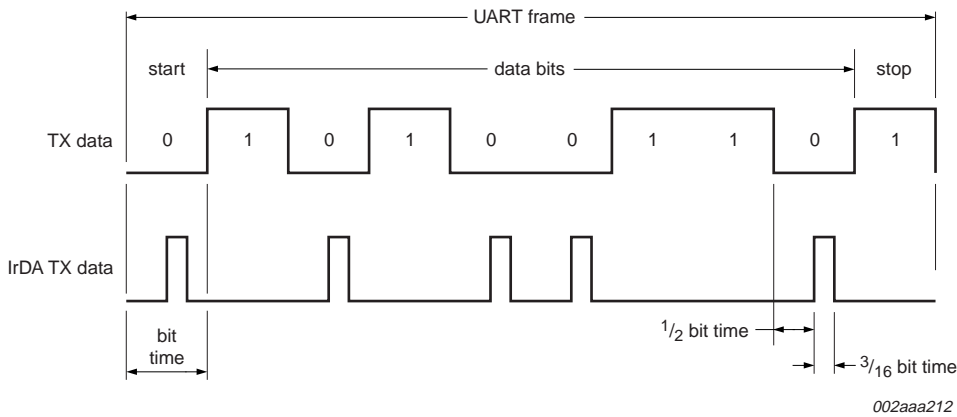 UART frame
start
data bits
stop
TX data
0 1 0 1 0 0 1 1 0 1
IrDA TX data
bit
time
1/2 bit time
3/16 bit time
002aaa212